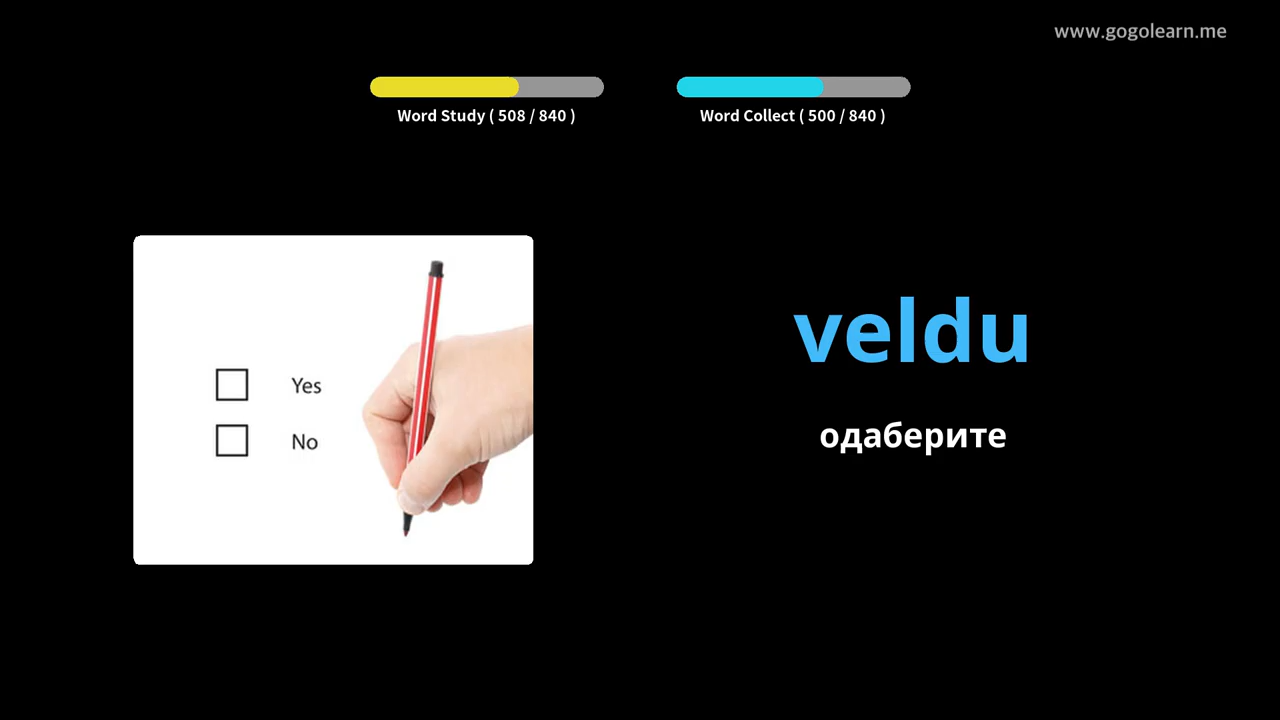 www.gogolearn.me
Word Study ( 508 / 840 )
Word Collect ( 500 / 840 )
Yes
No
veldu
одаберите